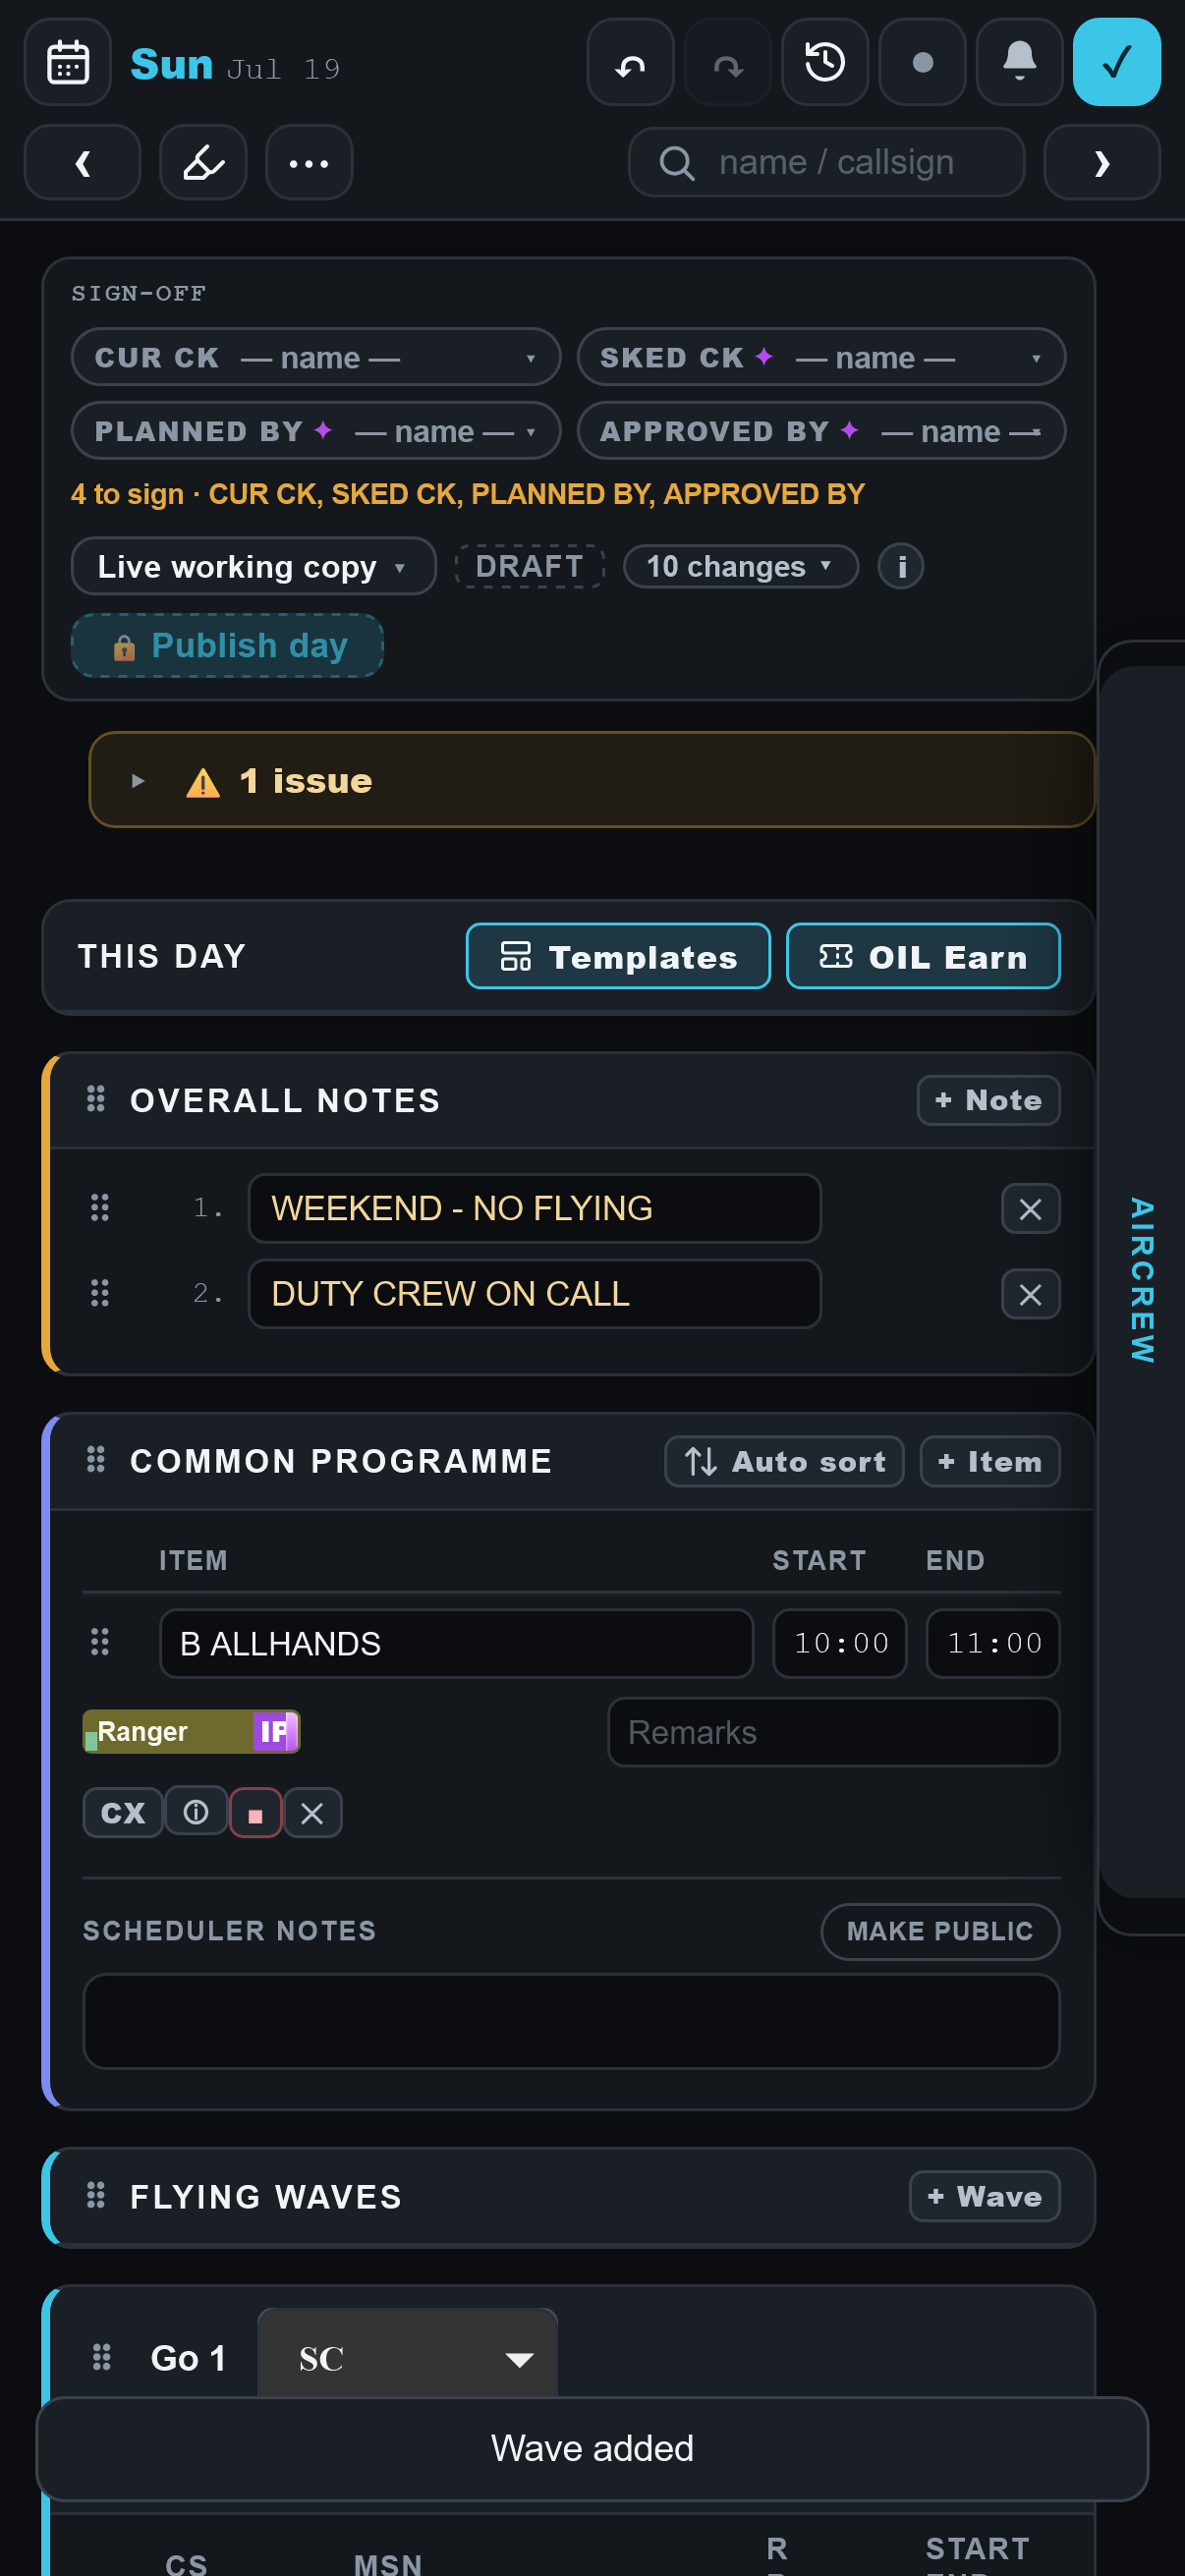 Sun Jul 19
name / callsign
SIGN-OFF
CUR CK — name —
SKED CK — name —
PLANNED BY — name —
APPROVED BY — name —
4 to sign · CUR CK, SKED CK, PLANNED BY, APPROVED BY
Live working copy DRAFT 10 changes i
Publish day
1 issue
THIS DAY Templates OIL Earn
OVERALL NOTES + Note
1. WEEKEND - NO FLYING
2. DUTY CREW ON CALL
COMMON PROGRAMME Auto sort + Item
ITEM START END
B ALLHANDS 10:00 11:00
Ranger IP Remarks
CX
SCHEDULER NOTES MAKE PUBLIC
FLYING WAVES + Wave
Go 1 SC
Wave added
CS MSN R START
AIRCREW